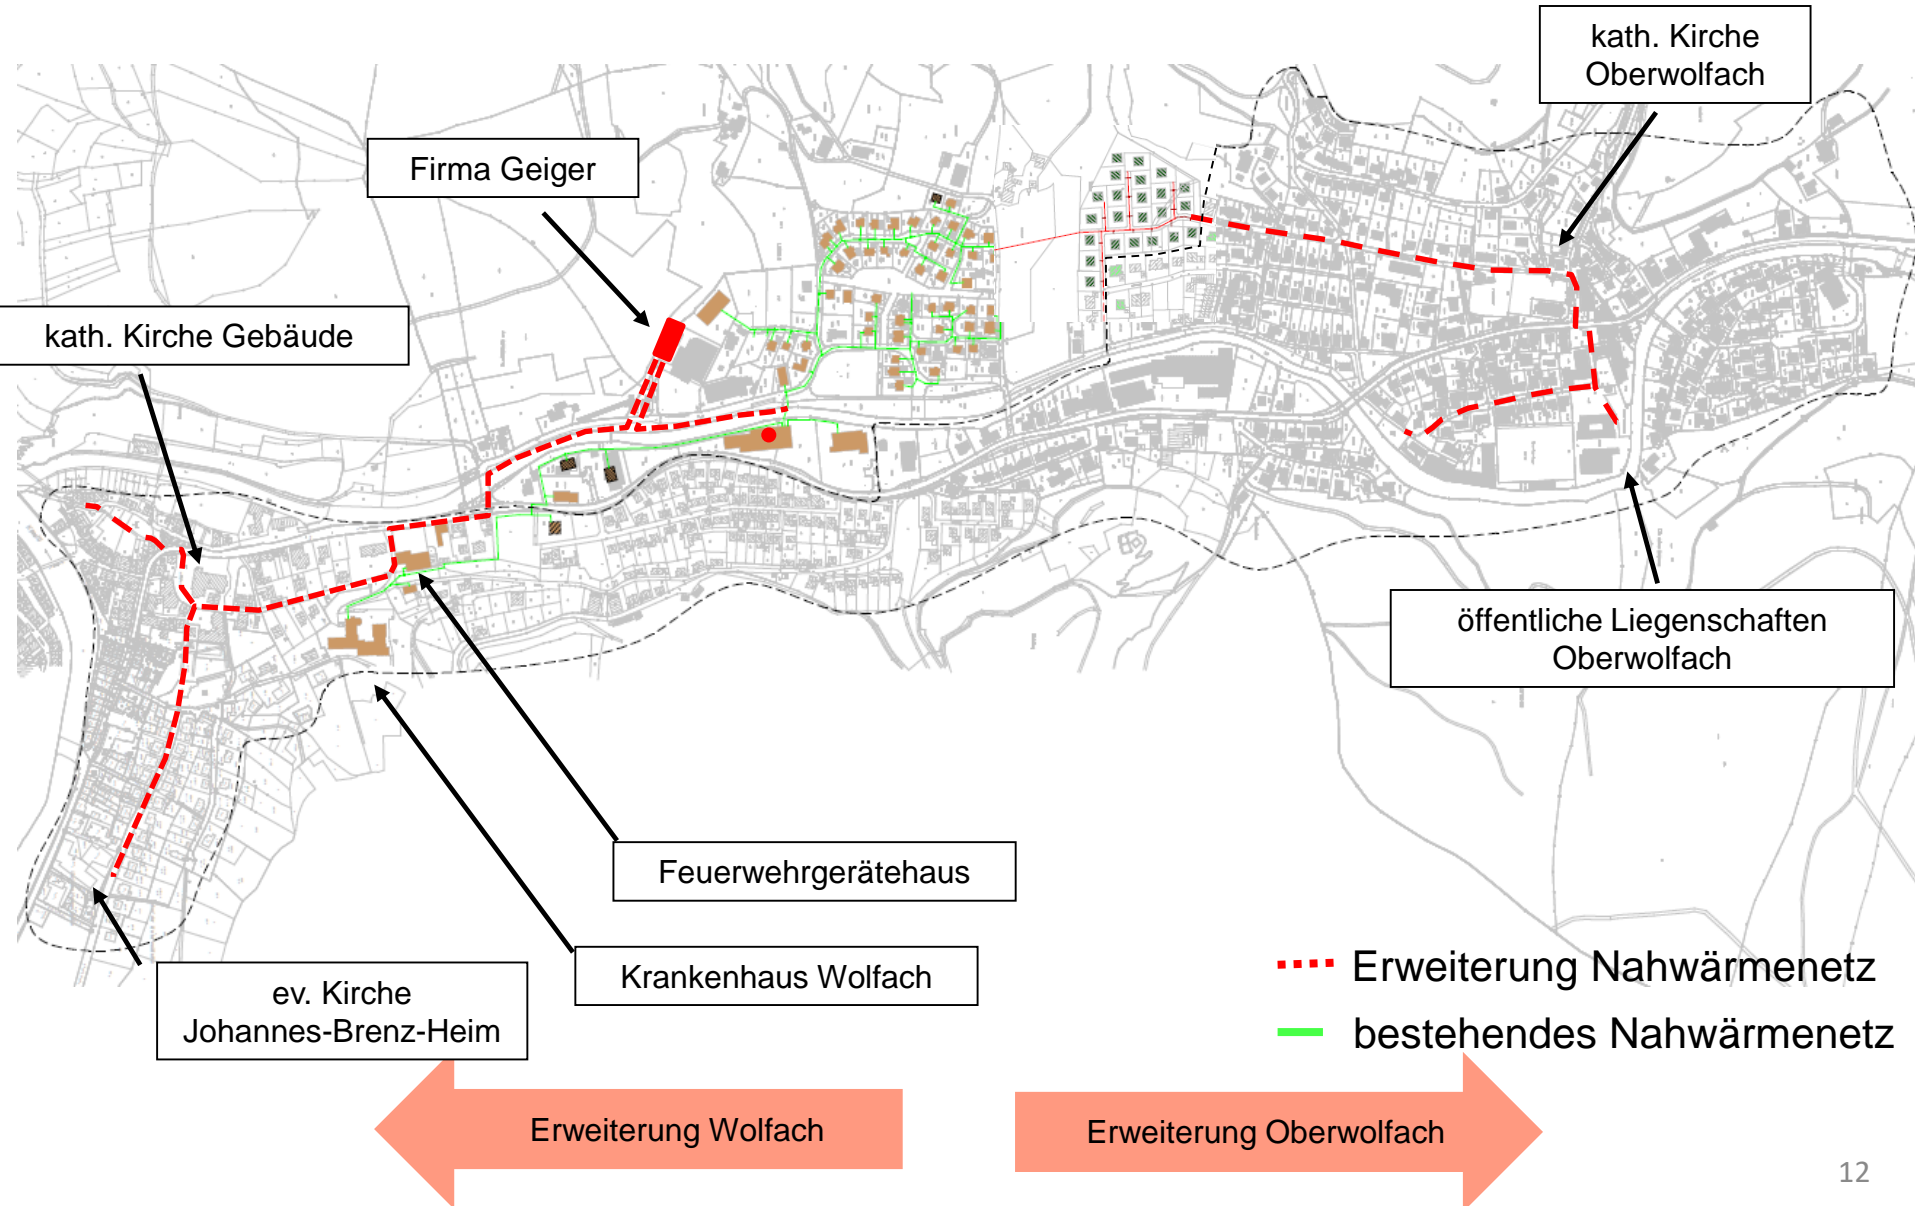 kath. Kirche
Oberwolfach
Firma Geiger
kath. Kirche Gebäude
öffentliche Liegenschaften
Oberwolfach
Feuerwehrgerätehaus
Krankenhaus Wolfach
ev. Kirche
Johannes-Brenz-Heim
Erweiterung Nahwärmenetz
bestehendes Nahwärmenetz
Erweiterung Wolfach
Erweiterung Oberwolfach
12